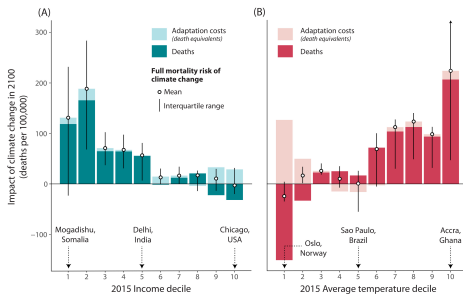 (A)
Adaptation costs
(death equivalents)
Deaths
Full mortality risk of
climate change
Mean
Interquartile range
Impact of climate change in 2100
(deaths per 100,000)
300
200
100
0
−100
Mogadishu,
Somalia
Delhi,
India
Chicago,
USA
1 2 3 4 5 6 7 8 9 10
2015 Income decile
(B)
Adaptation costs
(death equivalents)
Deaths
Oslo,
Norway
Sao Paulo,
Brazil
Accra,
Ghana
1 2 3 4 5 6 7 8 9 10
2015 Average temperature decile